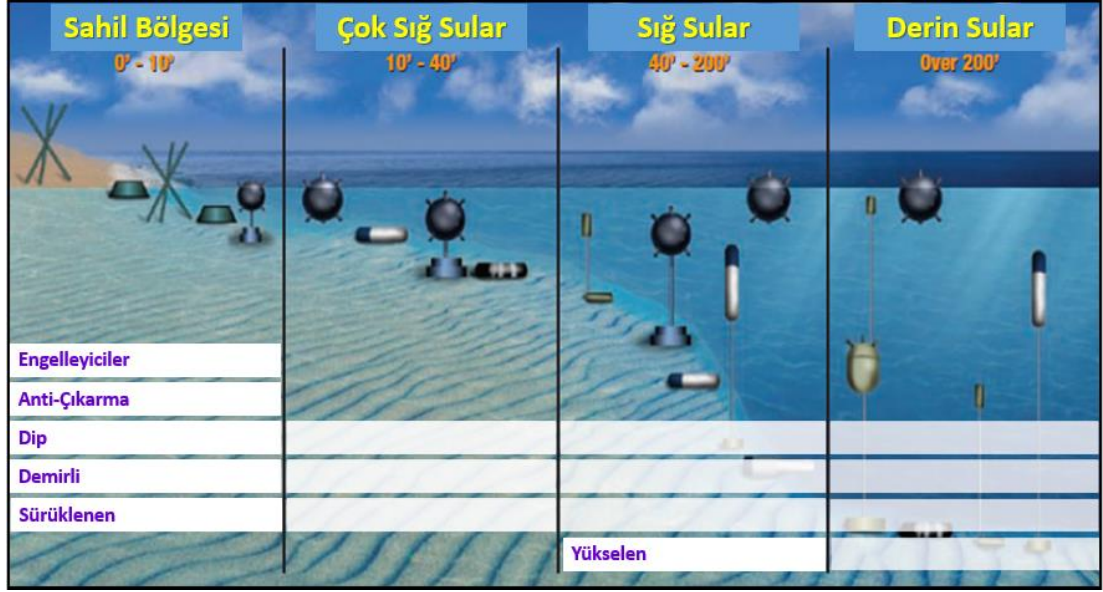 Sahil Bölgesi
0' - 10'
Çok Sığ Sular
10' - 40'
Sığ Sular
40' - 200'
Derin Sular
Over 200'
Engelleyiciler
Anti-Çıkarma
Dip
Demirli
Sürüklenen
Yükselen